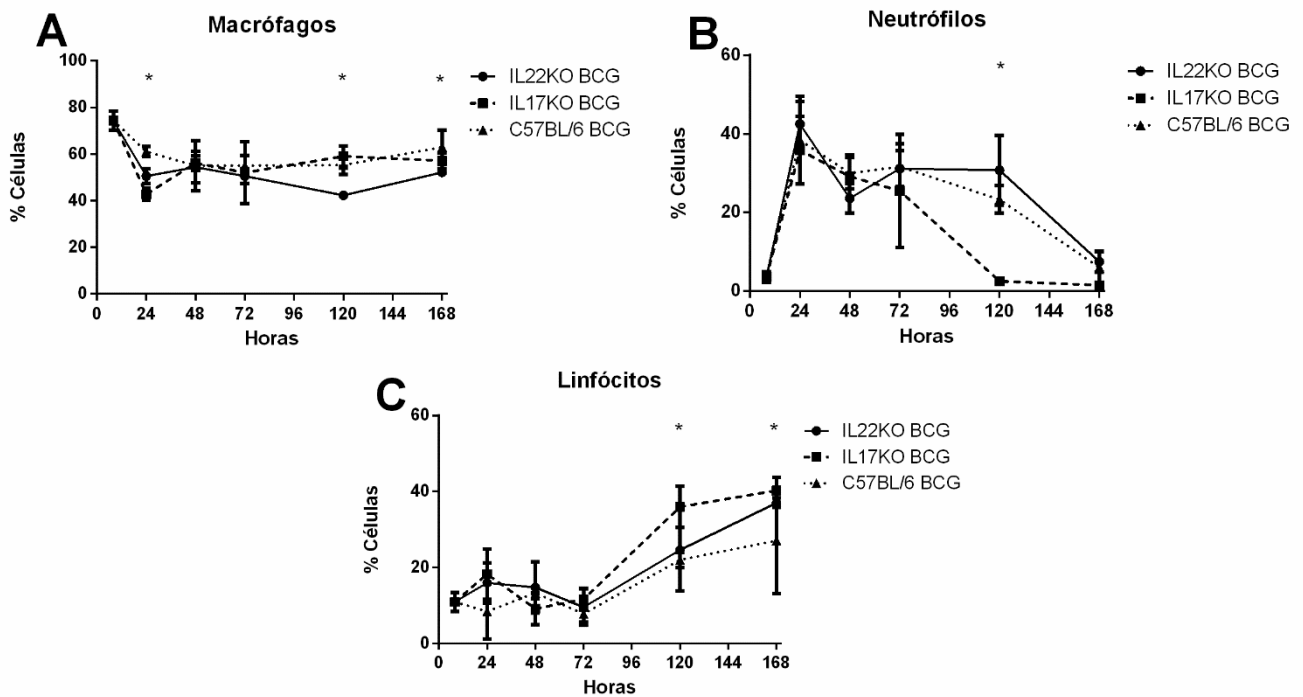 A
Macrófagos
% Células
100
80
60
40
20
0
* * *
0 24 48 72 96 120 144 168
Horas
IL22KO BCG
IL17KO BCG
C57BL/6 BCG
B
Neutrófilos
% Células
60
40
20
0
*
0 24 48 72 96 120 144 168
Horas
IL22KO BCG
IL17KO BCG
C57BL/6 BCG
C
Linfócitos
% Células
60
40
20
0
* *
0 24 48 72 96 120 144 168
Horas
IL22KO BCG
IL17KO BCG
C57BL/6 BCG